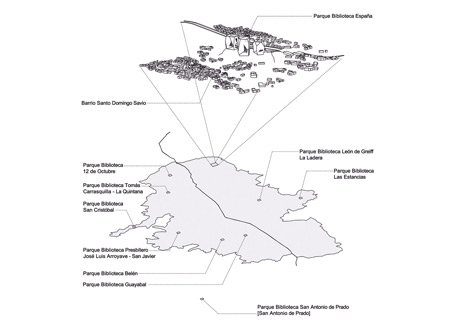 Parque Biblioteca España
Barrio Santo Domingo Savio
Parque Biblioteca León de Greiff
La Ladera
Parque Biblioteca
12 de Octubre
Parque Biblioteca
Las Estancias
Parque Biblioteca Tomás
Carrasquilla - La Quintana
Parque Biblioteca
San Cristóbal
Parque Biblioteca Presbítero
José Luis Arroyave - San Javier
Parque Biblioteca Belén
Parque Biblioteca Guayabal
Parque Biblioteca San Antonio de Prado
[San Antonio de Prado]